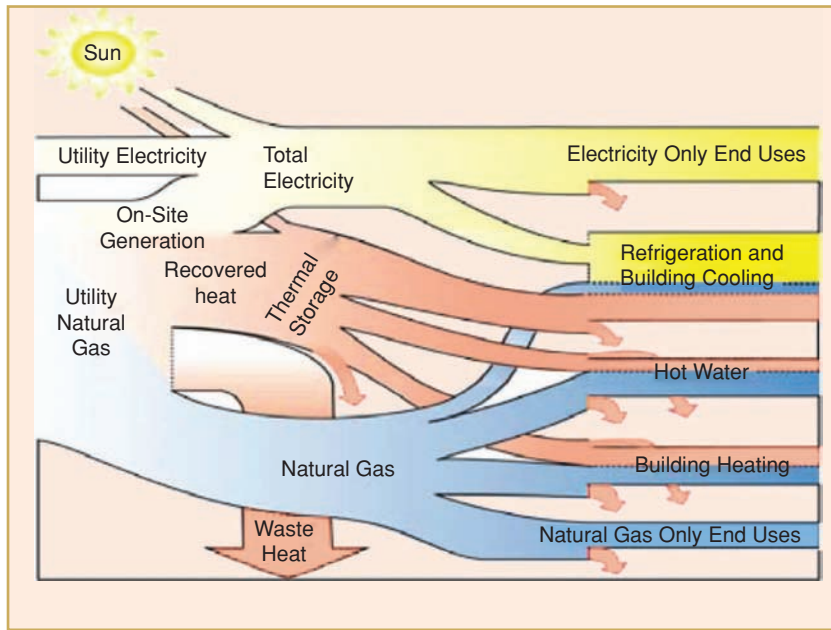 Sun
Utility Electricity
Total
Electricity
Electricity Only End Uses
On-Site
Generation
Recovered
heat
Thermal
Storage
Refrigeration and
Building Cooling
Utility
Natural
Gas
Hot Water
Natural Gas
Building Heating
Waste
Heat
Natural Gas Only End Uses